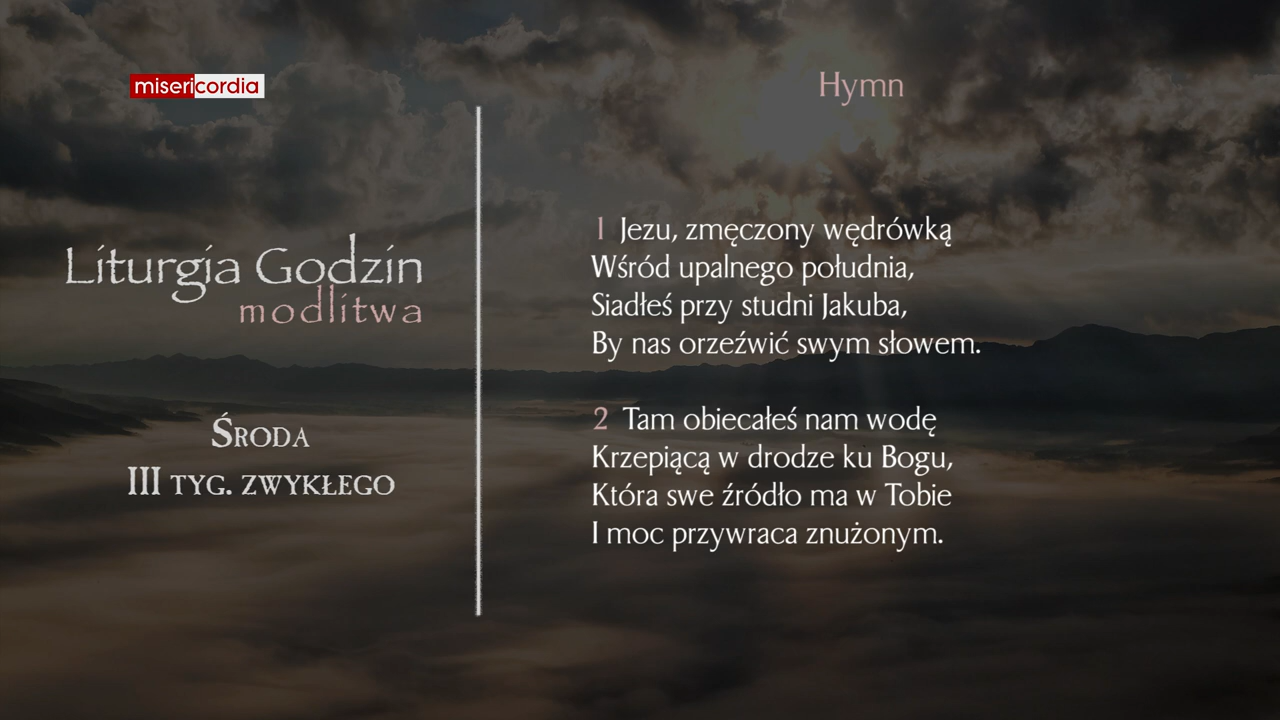 misericordia
Liturgia Godzin
modlitwa
Środa
III tyg. zwykłego
Hymn
1 Jezu, zmęczony wędrówką
Wśród upalnego południa,
Siadłeś przy studni Jakuba,
By nas orzeźwić swym słowem.
2 Tam obiecałeś nam wodę
Krzepiącą w drodze ku Bogu,
Która swe źródło ma w Tobie
I moc przywraca znużonym.